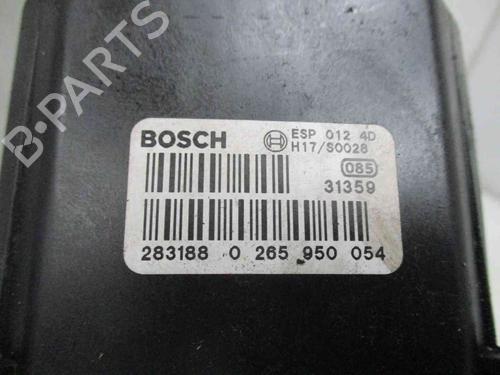 B-PARTS
BOSCH
ESP 012 4D
H17/S0028
085
31359
283188 0 265 950 054